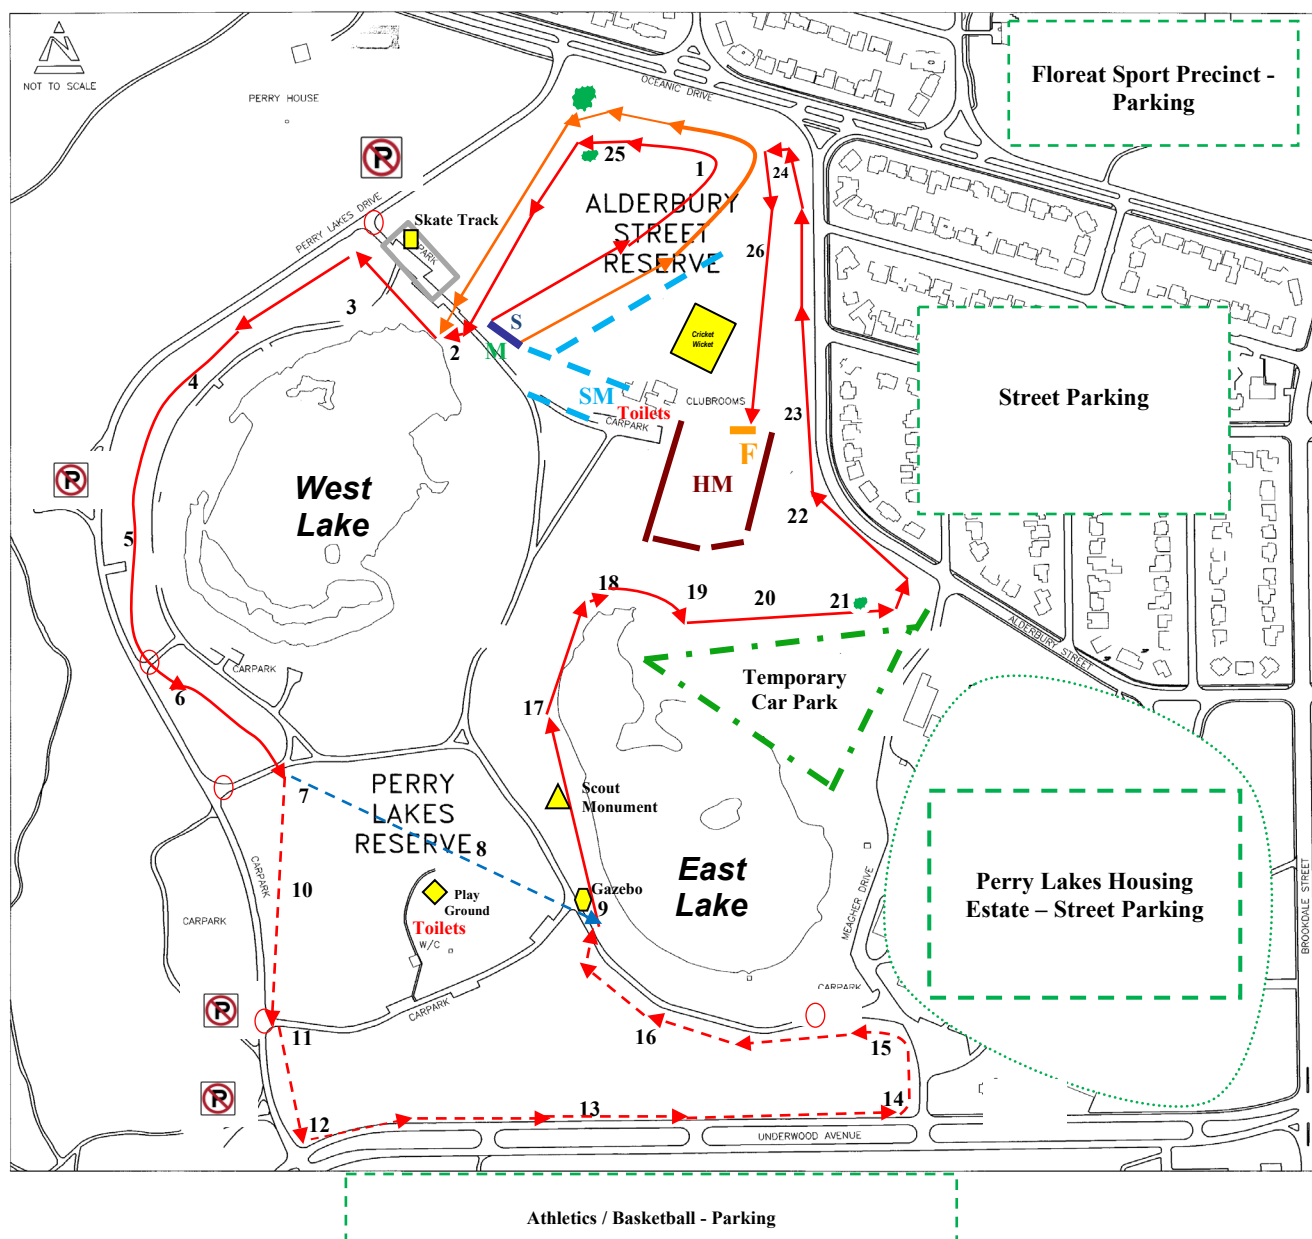 N
NOT TO SCALE
PERRY HOUSE
OCEANIC DRIVE
Floreat Sport Precinct -
Parking
P
25
1
24
ALDERBURY
STREET
RESERVE
PERRY LAKES DRIVE
Skate Track
26
3
S
M
2
Cricket
Wicket
4
SM
CLUBROOMS
Toilets
CARPARK
23
Street Parking
F
HM
P
West
Lake
22
5
18
19
20
21
ALDERBURY STREET
CARPARK
6
Temporary
Car Park
17
7
PERRY
LAKES
RESERVE
8
Scout
Monument
East
Lake
CARPARK
10
Play
Ground
Gazebo
9
Toilets
W/C
CARPARK
MEAGHER DRIVE
Perry Lakes Housing
Estate – Street Parking
BROOKDALE STREET
CARPARK
CARPARK
P
11
16
15
P
12
13
14
UNDERWOOD AVENUE
Athletics / Basketball - Parking